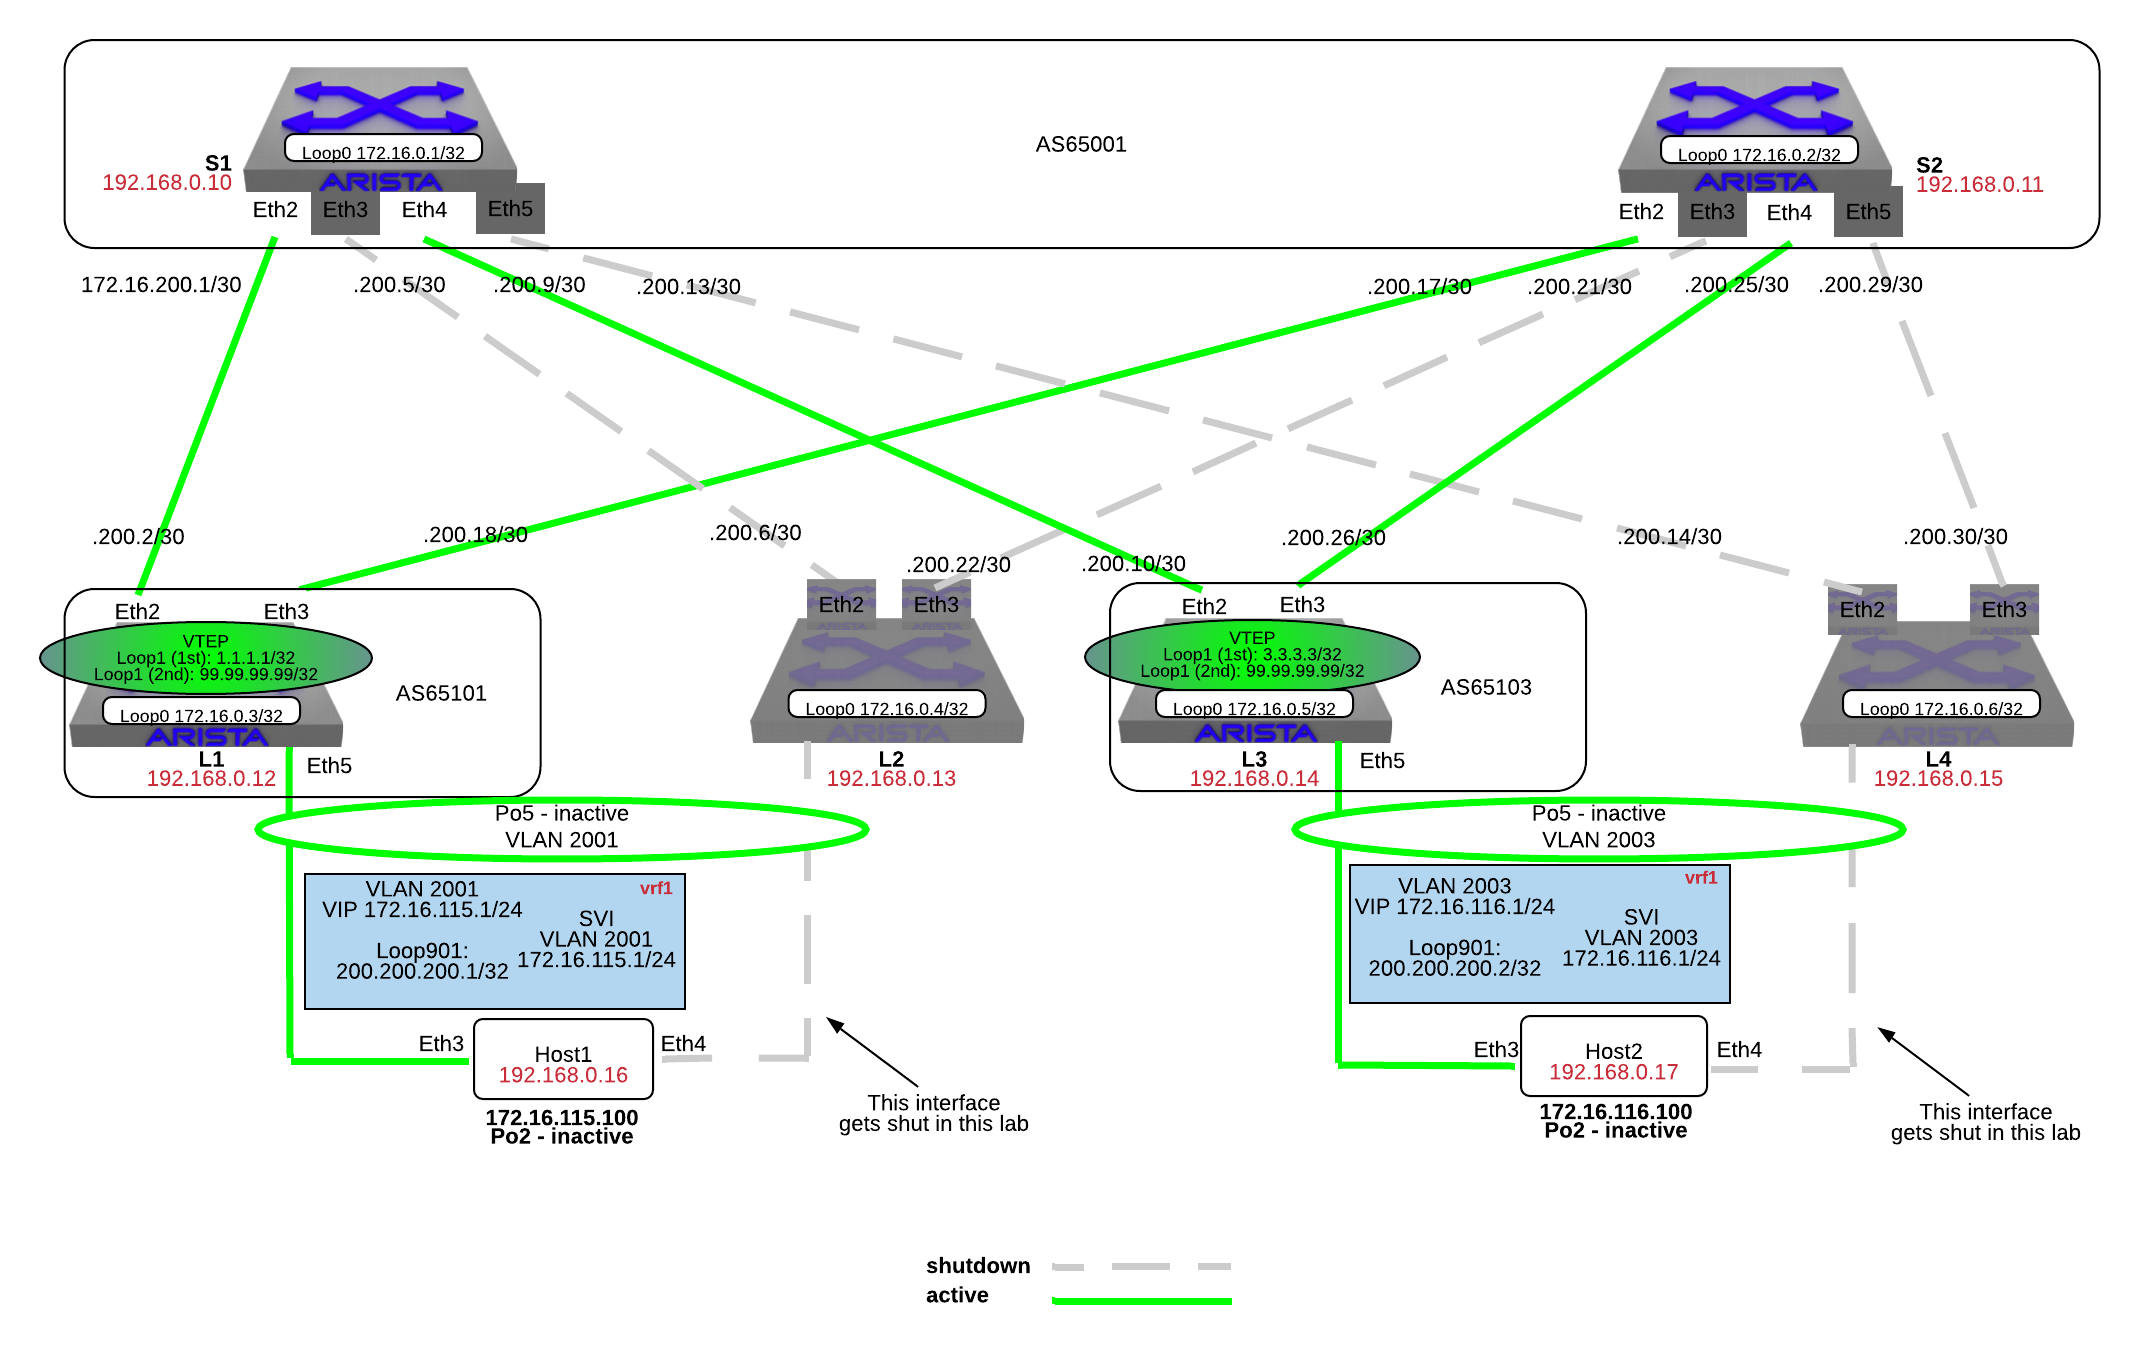 AS65001
Loop0 172.16.0.1/32
ARISTA
S1
192.168.0.10
Eth2
Eth3
Eth4
Eth5
Loop0 172.16.0.2/32
ARISTA
S2
192.168.0.11
Eth2
Eth3
Eth4
Eth5
172.16.200.1/30
.200.5/30
.200.9/30
.200.13/30
.200.17/30
.200.21/30
.200.25/30
.200.29/30
.200.2/30
.200.18/30
.200.6/30
.200.22/30
.200.10/30
.200.26/30
.200.14/30
.200.30/30
Eth2
Eth3
VTEP
Loop1 (1st): 1.1.1.1/32
Loop1 (2nd): 99.99.99.99/32
AS65101
Loop0 172.16.0.3/32
ARISTA
L1
192.168.0.12
Eth5
Eth2
Eth3
Loop0 172.16.0.4/32
ARISTA
L2
192.168.0.13
Eth2
Eth3
VTEP
Loop1 (1st): 3.3.3.3/32
Loop1 (2nd): 99.99.99.99/32
AS65103
Loop0 172.16.0.5/32
ARISTA
L3
192.168.0.14
Eth5
Eth2
Eth3
ARISTA
ARISTA
Loop0 172.16.0.6/32
ARISTA
L4
192.168.0.15
Po5 - inactive
VLAN 2001
Po5 - inactive
VLAN 2003
VLAN 2001
VIP 172.16.115.1/24
Loop901:
200.200.200.1/32
vrf1
SVI
VLAN 2001
172.16.115.1/24
VLAN 2003
VIP 172.16.116.1/24
Loop901:
200.200.200.2/32
vrf1
SVI
VLAN 2003
172.16.116.1/24
Eth3
Host1
192.168.0.16
Eth4
172.16.115.100
Po2 - inactive
This interface
gets shut in this lab
Eth3
Host2
192.168.0.17
Eth4
172.16.116.100
Po2 - inactive
This interface
gets shut in this lab
shutdown
active